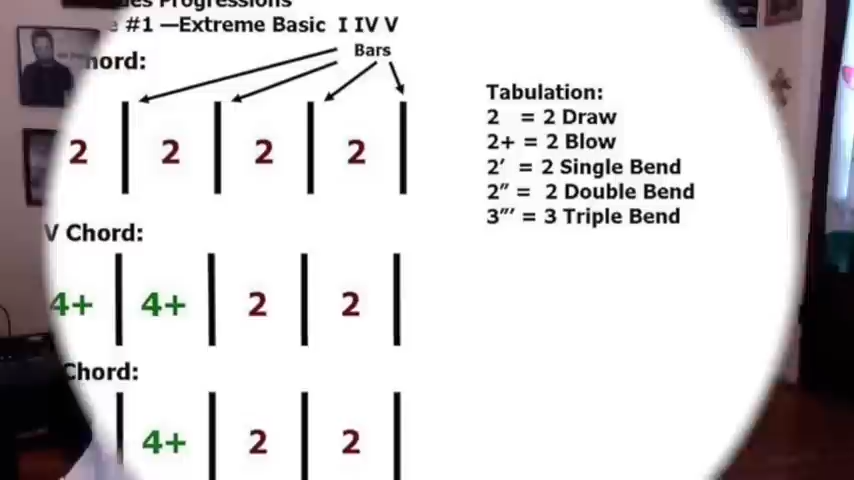 Progressions
#1 —Extreme Basic I IV V
Bars
hord:
2 2 2 2
V Chord:
4+ 4+ 2 2
Chord:
4+ 2 2
Tabulation:
2 = 2 Draw
2+ = 2 Blow
2' = 2 Single Bend
2" = 2 Double Bend
3"' = 3 Triple Bend